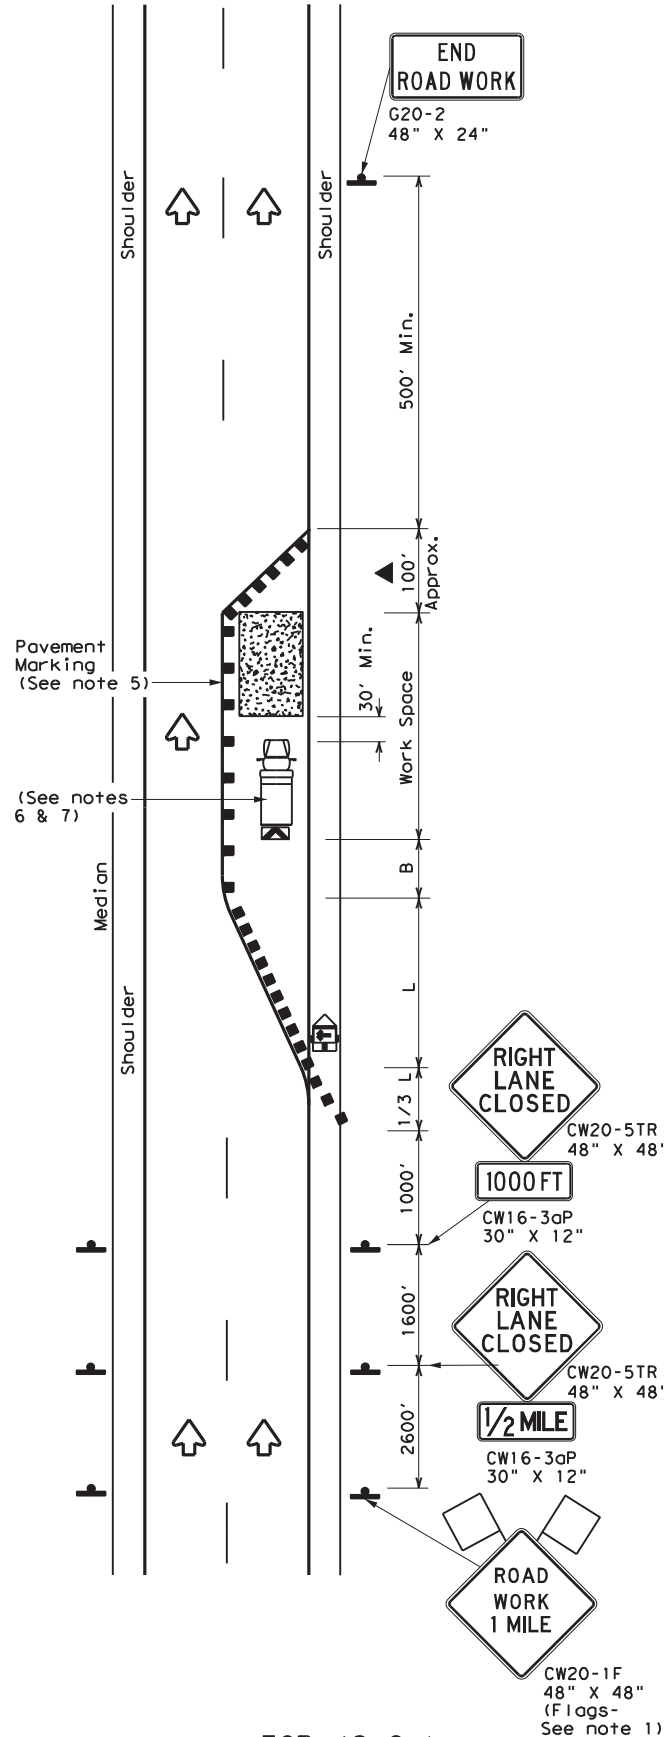 END
ROAD WORK
G20-2
48" X 24"
Shoulder
Shoulder
500' Min.
100'
Approx.
Pavement
Marking
(See note 5)
30' Min.
Work Space
(See notes
6 & 7)
B
Median
L
Shoulder
1/3 L
RIGHT
LANE
CLOSED
CW20-5TR
48" X 48"
1000 FT
1000'
CW16-3aP
30" X 12"
1600'
RIGHT
LANE
CLOSED
CW20-5TR
48" X 48"
1/2 MILE
2600'
CW16-3aP
30" X 12"
ROAD
WORK
1 MILE
CW20-1F
48" X 48"
(Flags-
See note 1)